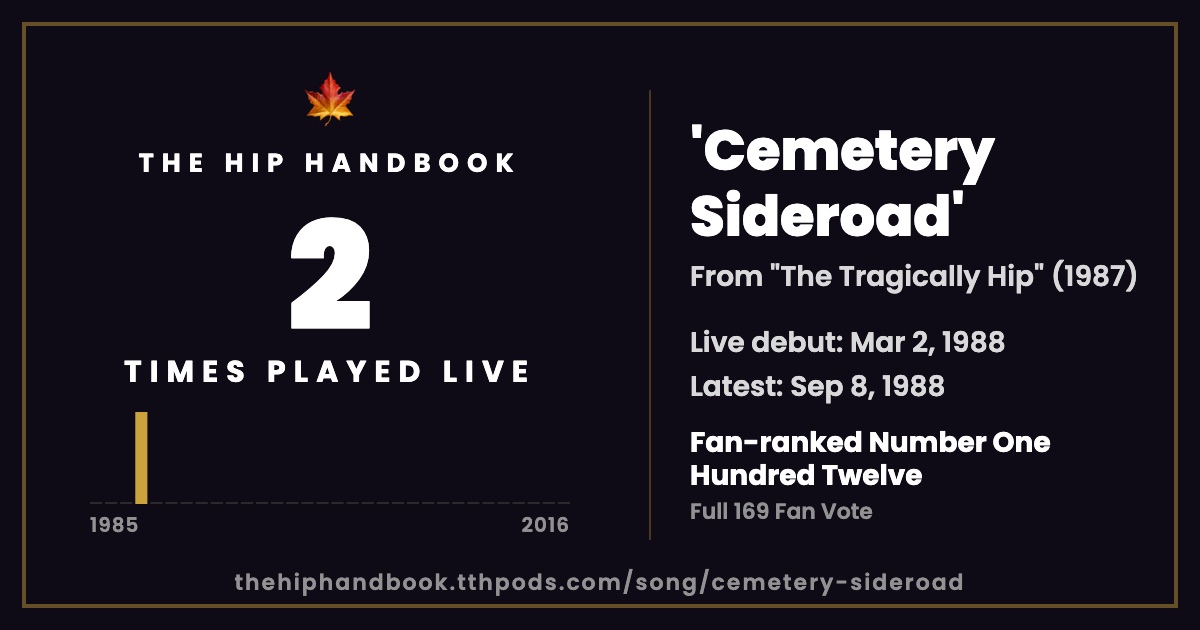 THE HIP HANDBOOK
2
TIMES PLAYED LIVE
1985
2016
'Cemetery
Sideroad'
From "The Tragically Hip" (1987)
Live debut: Mar 2, 1988
Latest: Sep 8, 1988
Fan-ranked Number One
Hundred Twelve
Full 169 Fan Vote
thehiphandbook.tthpods.com/song/cemetery-sideroad